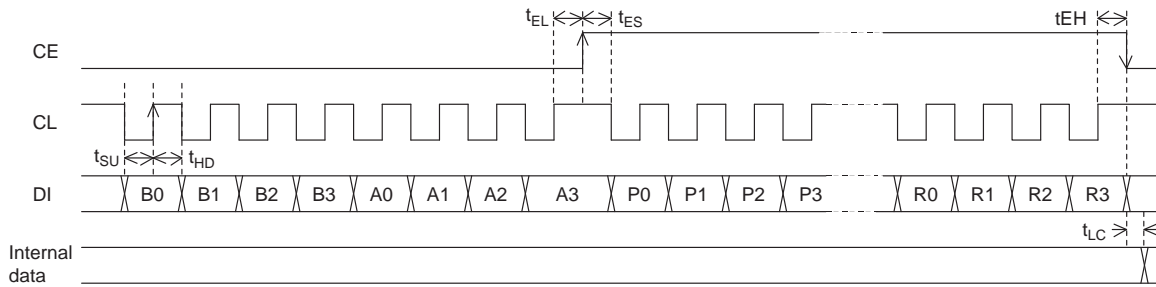 tEL tES tEH
CE
CL
tSU tHD
DI B0 B1 B2 B3 A0 A1 A2 A3 P0 P1 P2 P3 R0 R1 R2 R3
tLC
Internal
data